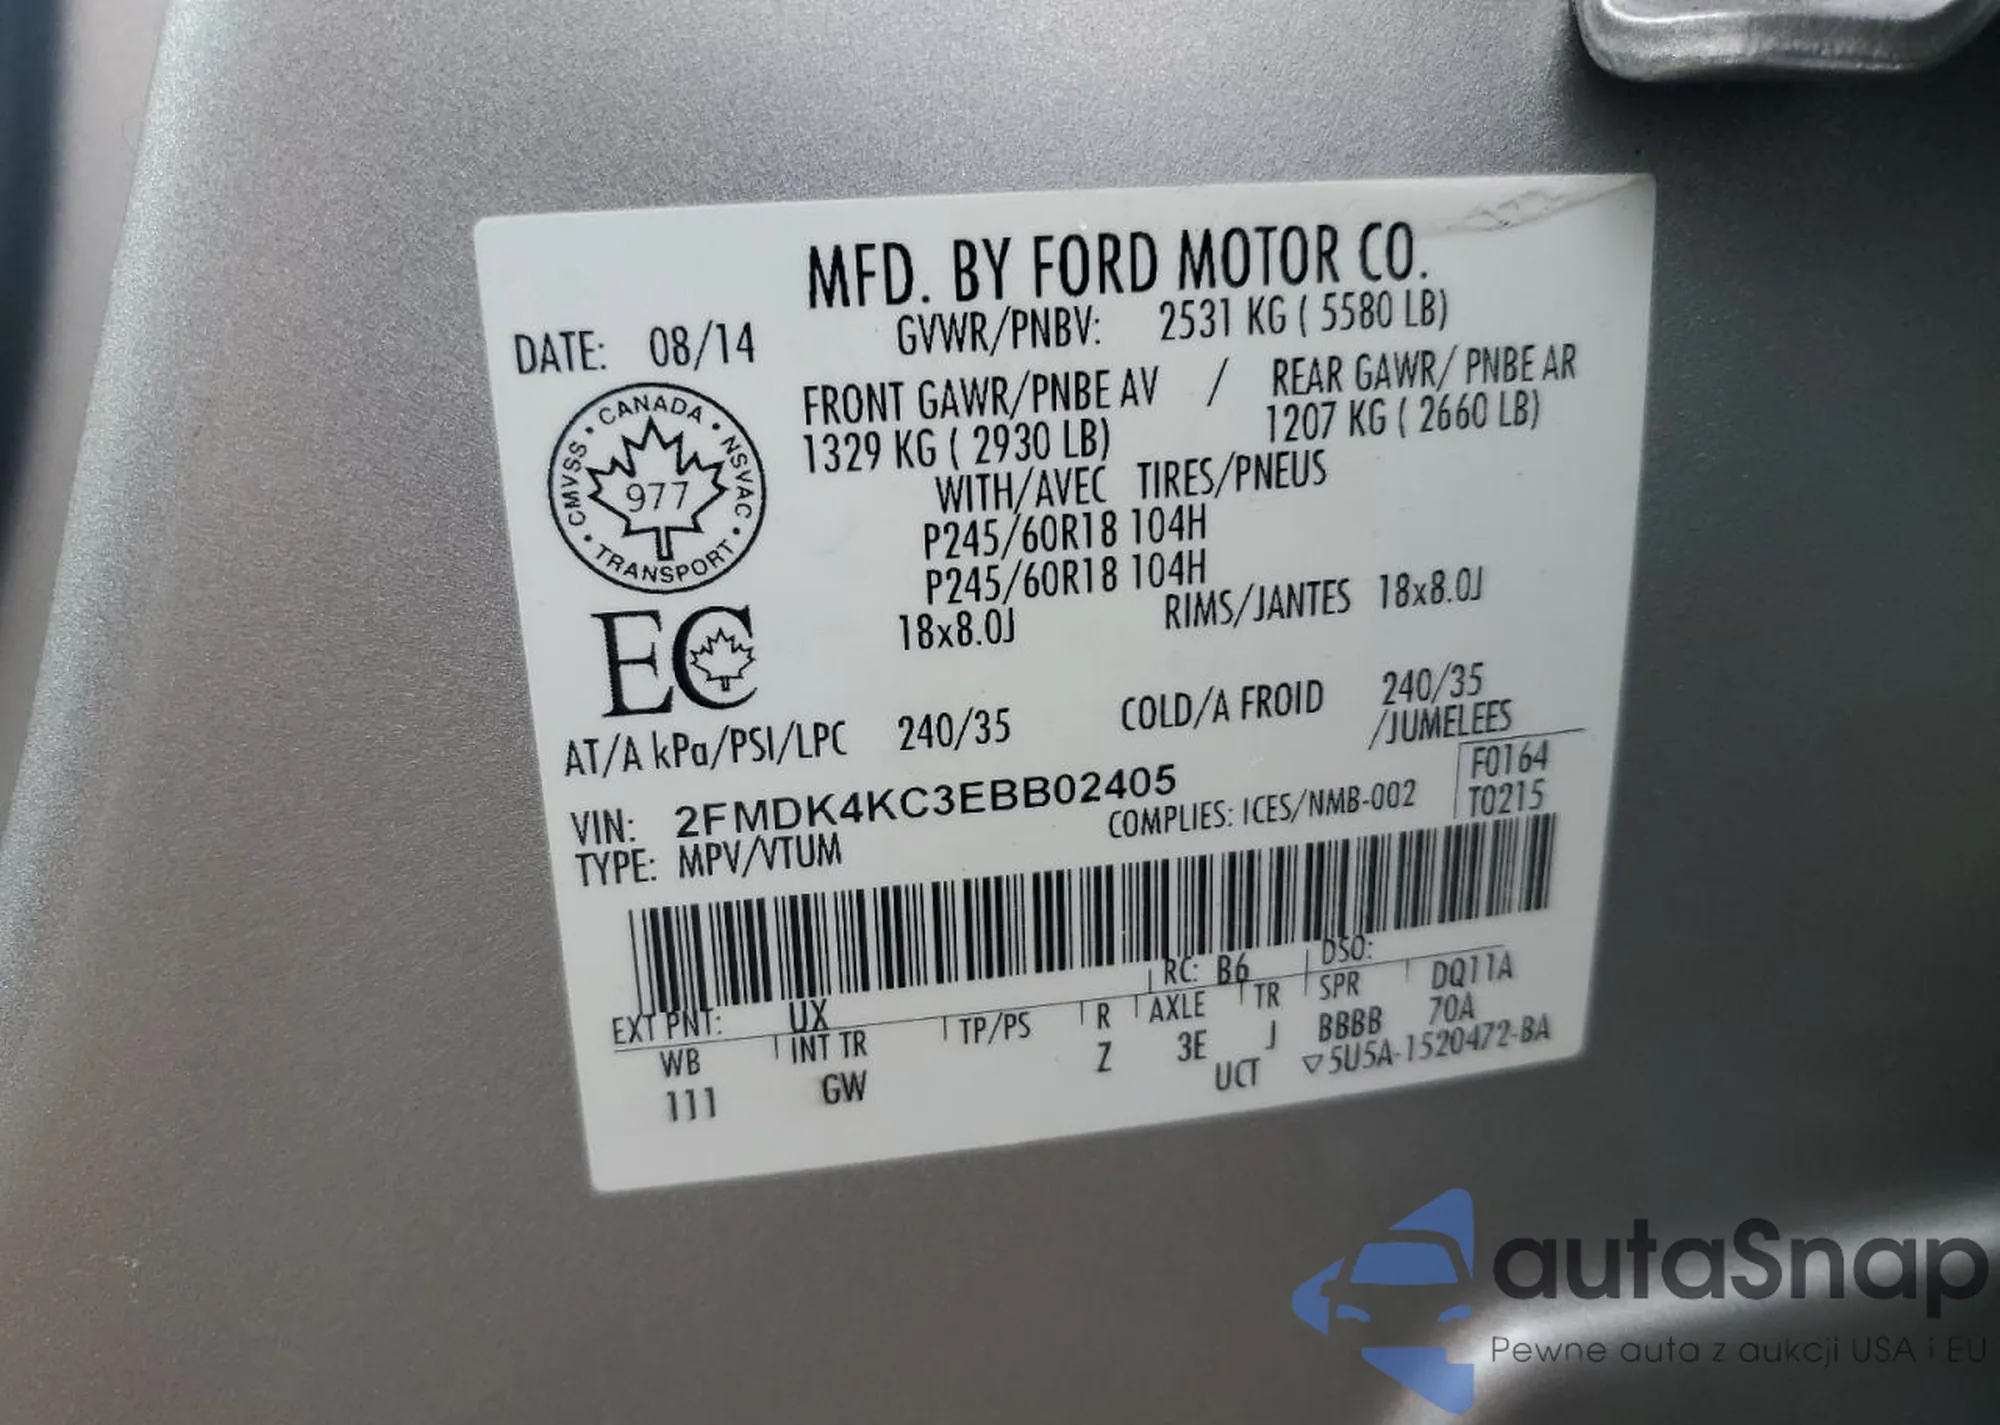 MFD. BY FORD MOTOR CO.
DATE: 08/14 GVWR/PNBV: 2531 KG ( 5580 LB)
FRONT GAWR/PNBE AV / REAR GAWR/ PNBE AR
1329 KG ( 2930 LB) 1207 KG ( 2660 LB)
WITH/AVEC TIRES/PNEUS
P245/60R18 104H
P245/60R18 104H
18x8.0J RIMS/JANTES 18x8.0J
CANADA • NSVAC • TRANSPORT • CMVSS •
977
EC
AT/A kPa/PSI/LPC 240/35 COLD/A FROID 240/35
/JUMELEES
VIN: 2FMDK4KC3EBB02405 F0164
TYPE: MPV/VTUM COMPLIES: ICES/NMB-002 T0215
RC: B6 DSO:
EXT PNT: UX AXLE TR SPR DQ11A
WB INT TR TP/PS R 3E J BBBB 70A
111 GW Z UCT ▽5U5A-1520472-BA
autaSnap
Pewne auta z aukcji USA i EU